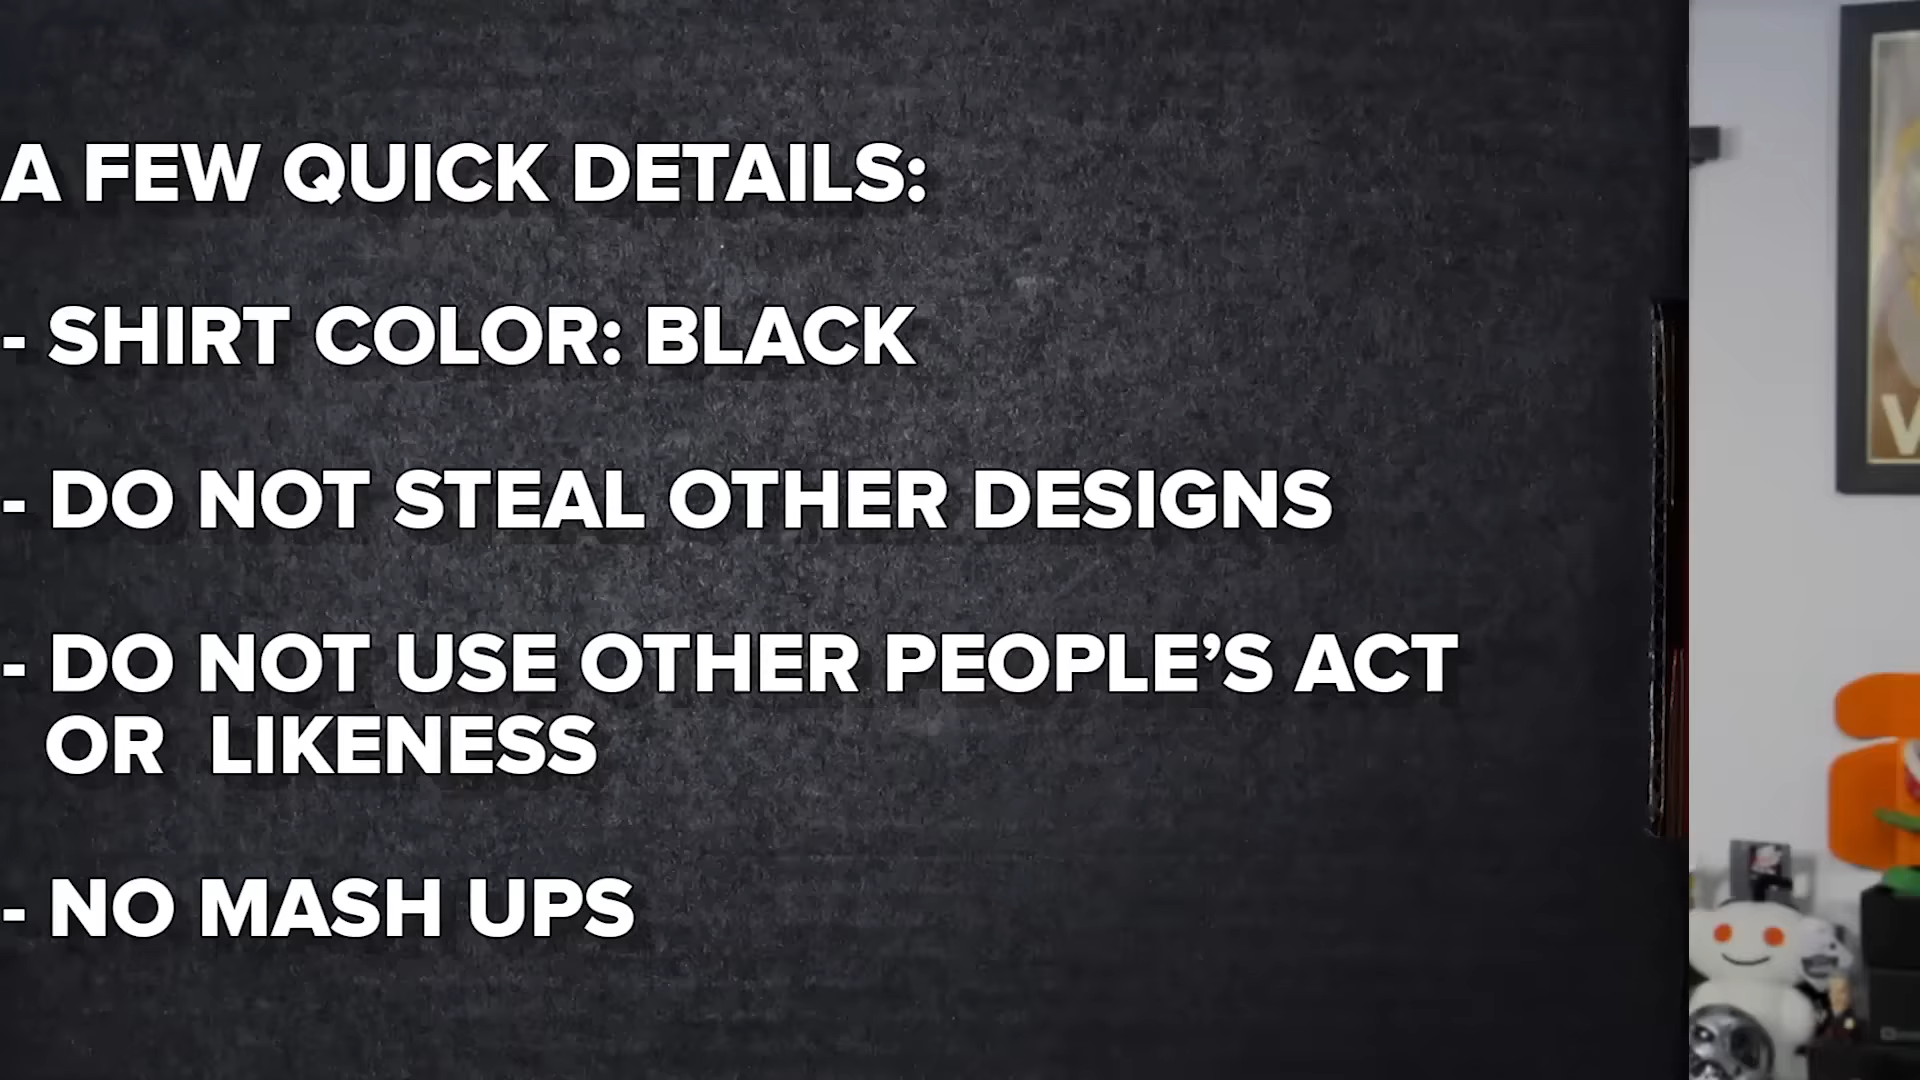 A FEW QUICK DETAILS:
- SHIRT COLOR: BLACK
- DO NOT STEAL OTHER DESIGNS
- DO NOT USE OTHER PEOPLE’S ACT
OR LIKENESS
- NO MASH UPS